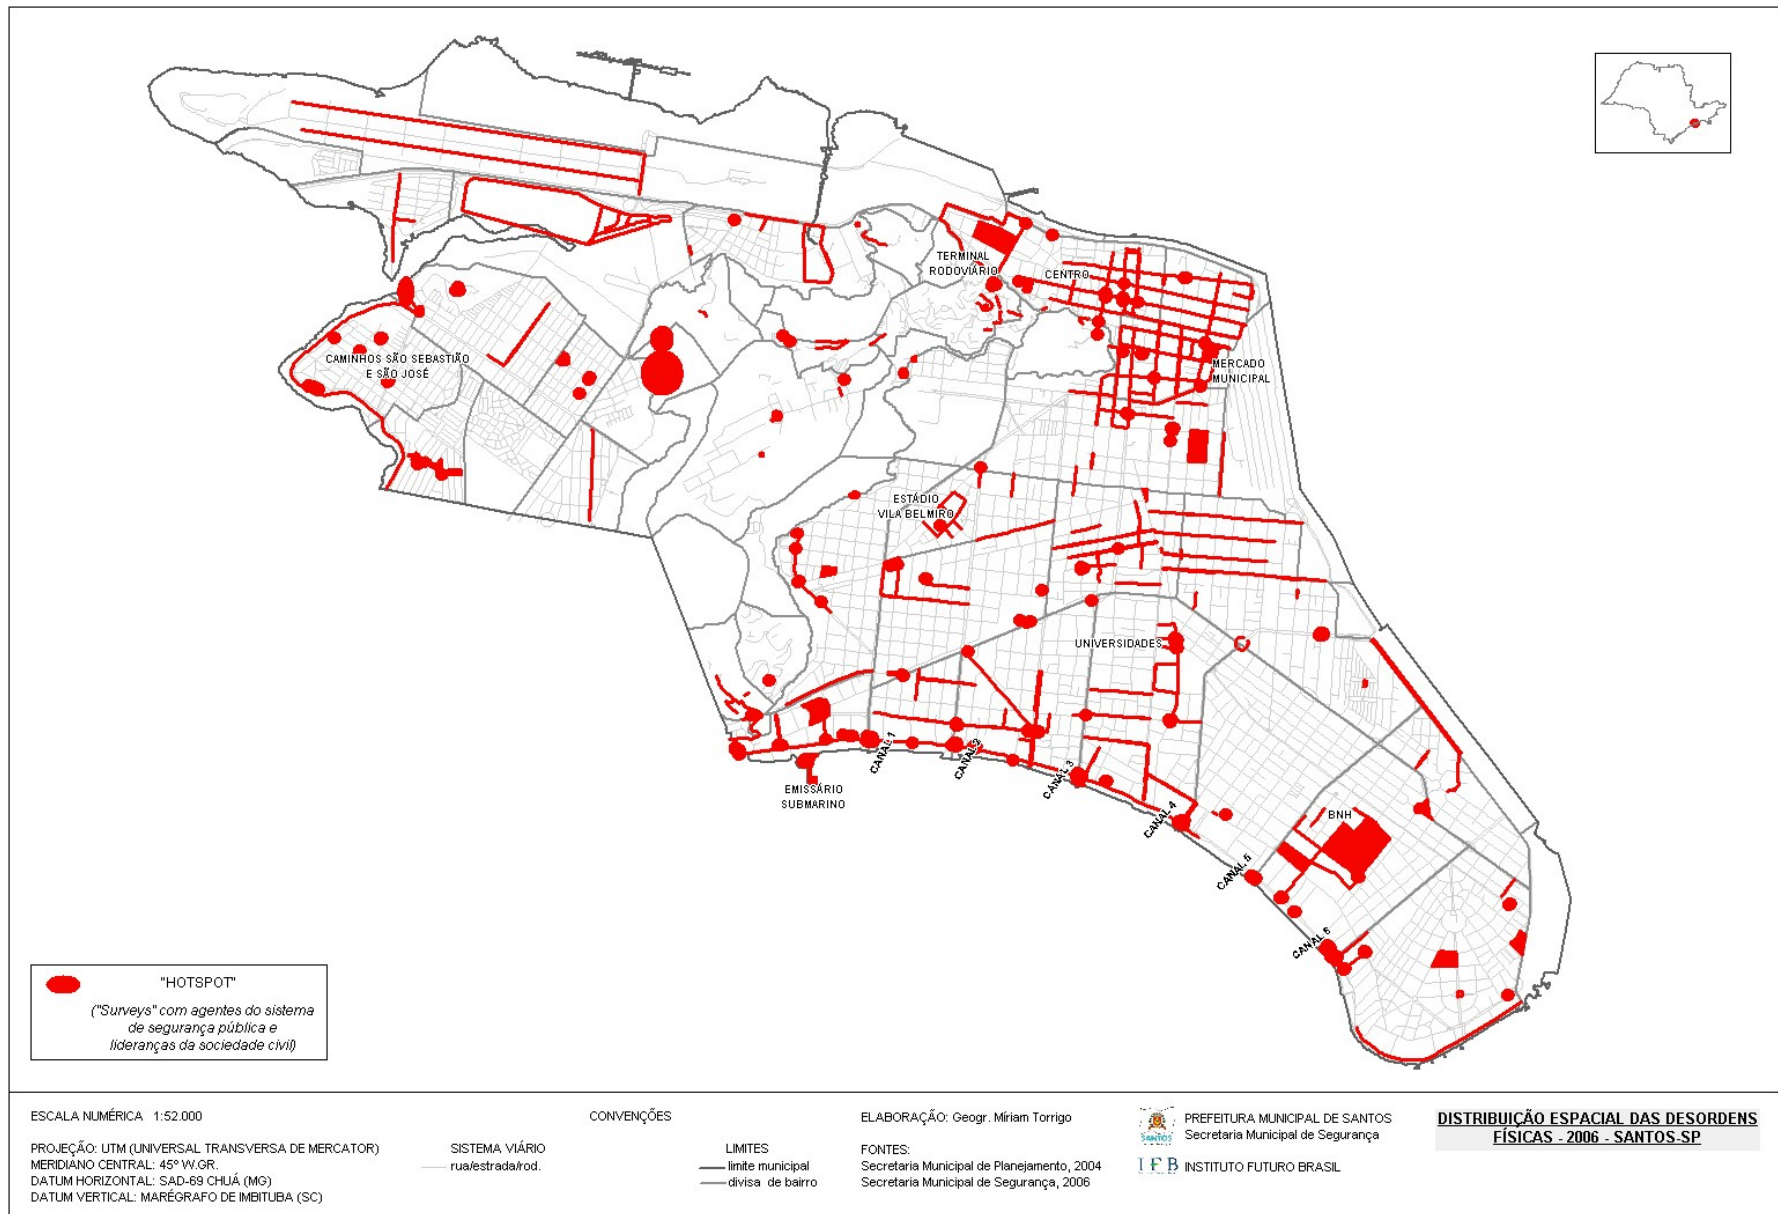 TERMINAL
RODOVIÁRIO
CENTRO
CAMINHOS SÃO SEBASTIÃO
E SÃO JOSÉ
MERCADO
MUNICIPAL
ESTÁDIO
VILA BELMIRO
UNIVERSIDADES
CANAL 1
CANAL 2
CANAL 3
EMISSÁRIO
SUBMARINO
CANAL 4
BNH
CANAL 5
CANAL 6
"HOTSPOT"
("Surveys" com agentes do sistema
de segurança pública e
lideranças da sociedade civil)
ESCALA NUMÉRICA 1:52.000
PROJEÇÃO: UTM (UNIVERSAL TRANSVERSA DE MERCATOR)
MERIDIANO CENTRAL: 45º W.GR.
DATUM HORIZONTAL: SAD-69 CHUÁ (MG)
DATUM VERTICAL: MARÉGRAFO DE IMBITUBA (SC)
CONVENÇÕES
SISTEMA VIÁRIO
rua/estrada/rod.
LIMITES
limite municipal
divisa de bairro
ELABORAÇÃO: Geogr. Míriam Torrigo
FONTES:
Secretaria Municipal de Planejamento, 2004
Secretaria Municipal de Segurança, 2006
SANTOS
PREFEITURA MUNICIPAL DE SANTOS
Secretaria Municipal de Segurança
IFB INSTITUTO FUTURO BRASIL
DISTRIBUIÇÃO ESPACIAL DAS DESORDENS
FÍSICAS - 2006 - SANTOS-SP